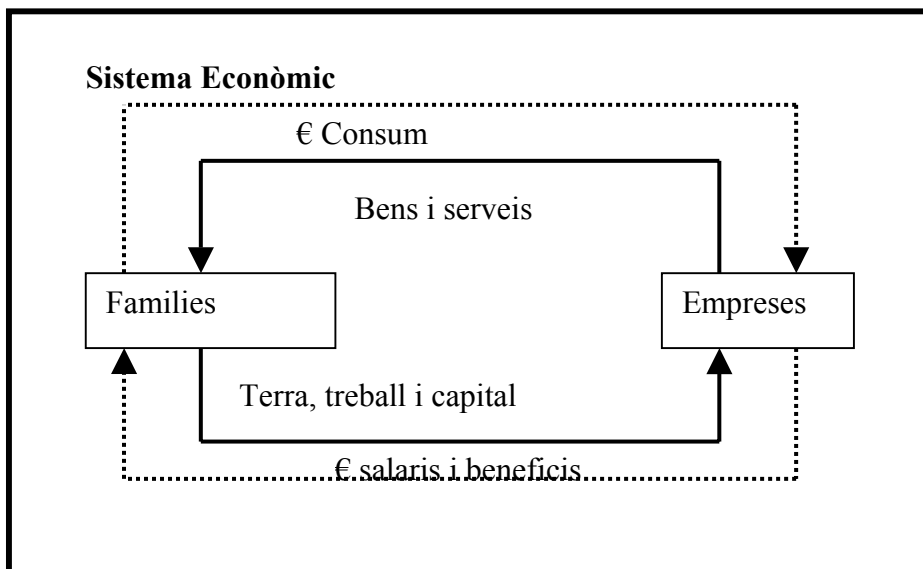 Sistema Econòmic
€ Consum
Bens i serveis
Families
Empreses
Terra, treball i capital
€ salaris i beneficis